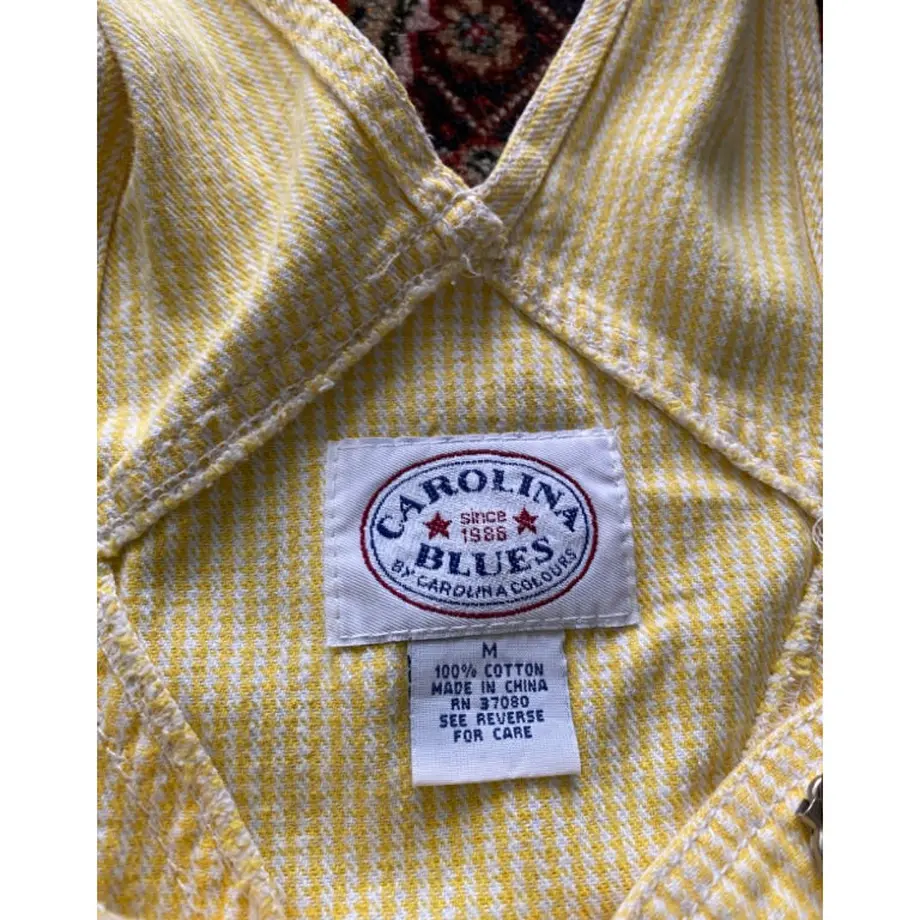 CAROLINA
since
1986
BLUES
BY CAROLINA COLOURS
M
100% COTTON
MADE IN CHINA
RN 37080
SEE REVERSE
FOR CARE